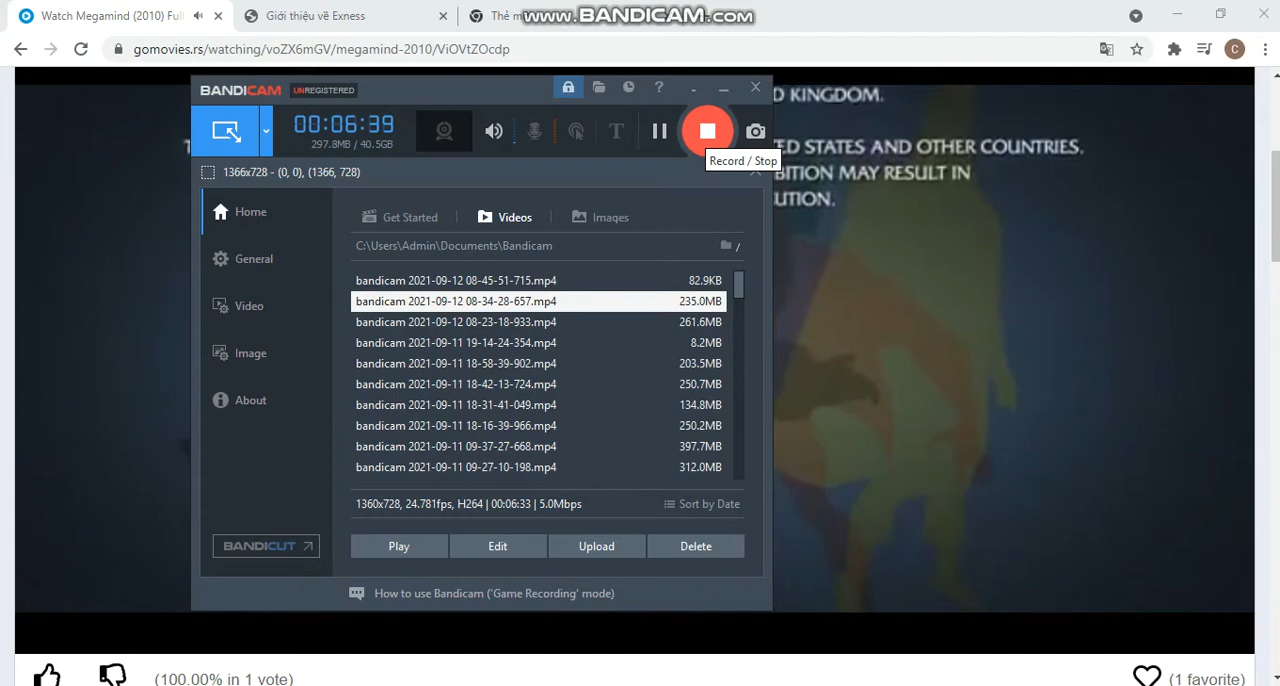 Watch Megamind (2010) Full
Giới thiệu về Exness
Thẻ m
www.BANDICAM.com
gomovies.rs/watching/voZX6mGV/megamind-2010/ViOVtZOcdp
C
D KINGDOM.
T
ED STATES AND OTHER COUNTRIES.
BITION MAY RESULT IN
UTION.
BANDICAM UNREGISTERED
?
00:06:39
297.8MB / 40.5GB
T
Record / Stop
1366x728 - (0, 0), (1366, 728)
Home
General
Video
Image
About
BANDICUT
Get Started
Videos
Images
C:\Users\Admin\Documents\Bandicam
/
bandicam 2021-09-12 08-45-51-715.mp4 82.9KB
bandicam 2021-09-12 08-34-28-657.mp4 235.0MB
bandicam 2021-09-12 08-23-18-933.mp4 261.6MB
bandicam 2021-09-11 19-14-24-354.mp4 8.2MB
bandicam 2021-09-11 18-58-39-902.mp4 203.5MB
bandicam 2021-09-11 18-42-13-724.mp4 250.7MB
bandicam 2021-09-11 18-31-41-049.mp4 134.8MB
bandicam 2021-09-11 18-16-39-966.mp4 250.2MB
bandicam 2021-09-11 09-37-27-668.mp4 397.7MB
bandicam 2021-09-11 09-27-10-198.mp4 312.0MB
1360x728, 24.781fps, H264 | 00:06:33 | 5.0Mbps
Sort by Date
Play
Edit
Upload
Delete
How to use Bandicam ('Game Recording' mode)
(100.00% in 1 vote)
(1 favorite)